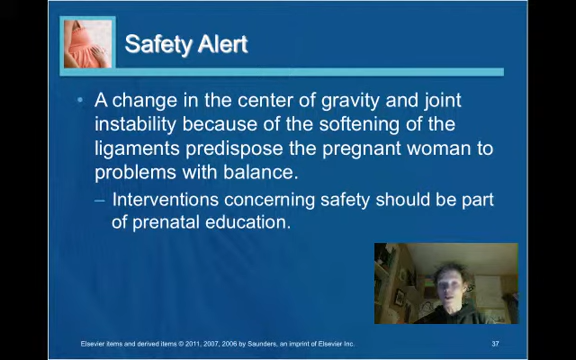 Safety Alert
• A change in the center of gravity and joint
instability because of the softening of the
ligaments predispose the pregnant woman to
problems with balance.
– Interventions concerning safety should be part
of prenatal education.
Elsevier items and derived items © 2011, 2007, 2006 by Saunders, an imprint of Elsevier Inc.
37